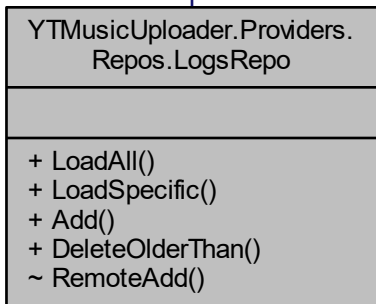 YTMusicUploader.Providers.
Repos.LogsRepo
+ LoadAll()
+ LoadSpecific()
+ Add()
+ DeleteOlderThan()
~ RemoteAdd()